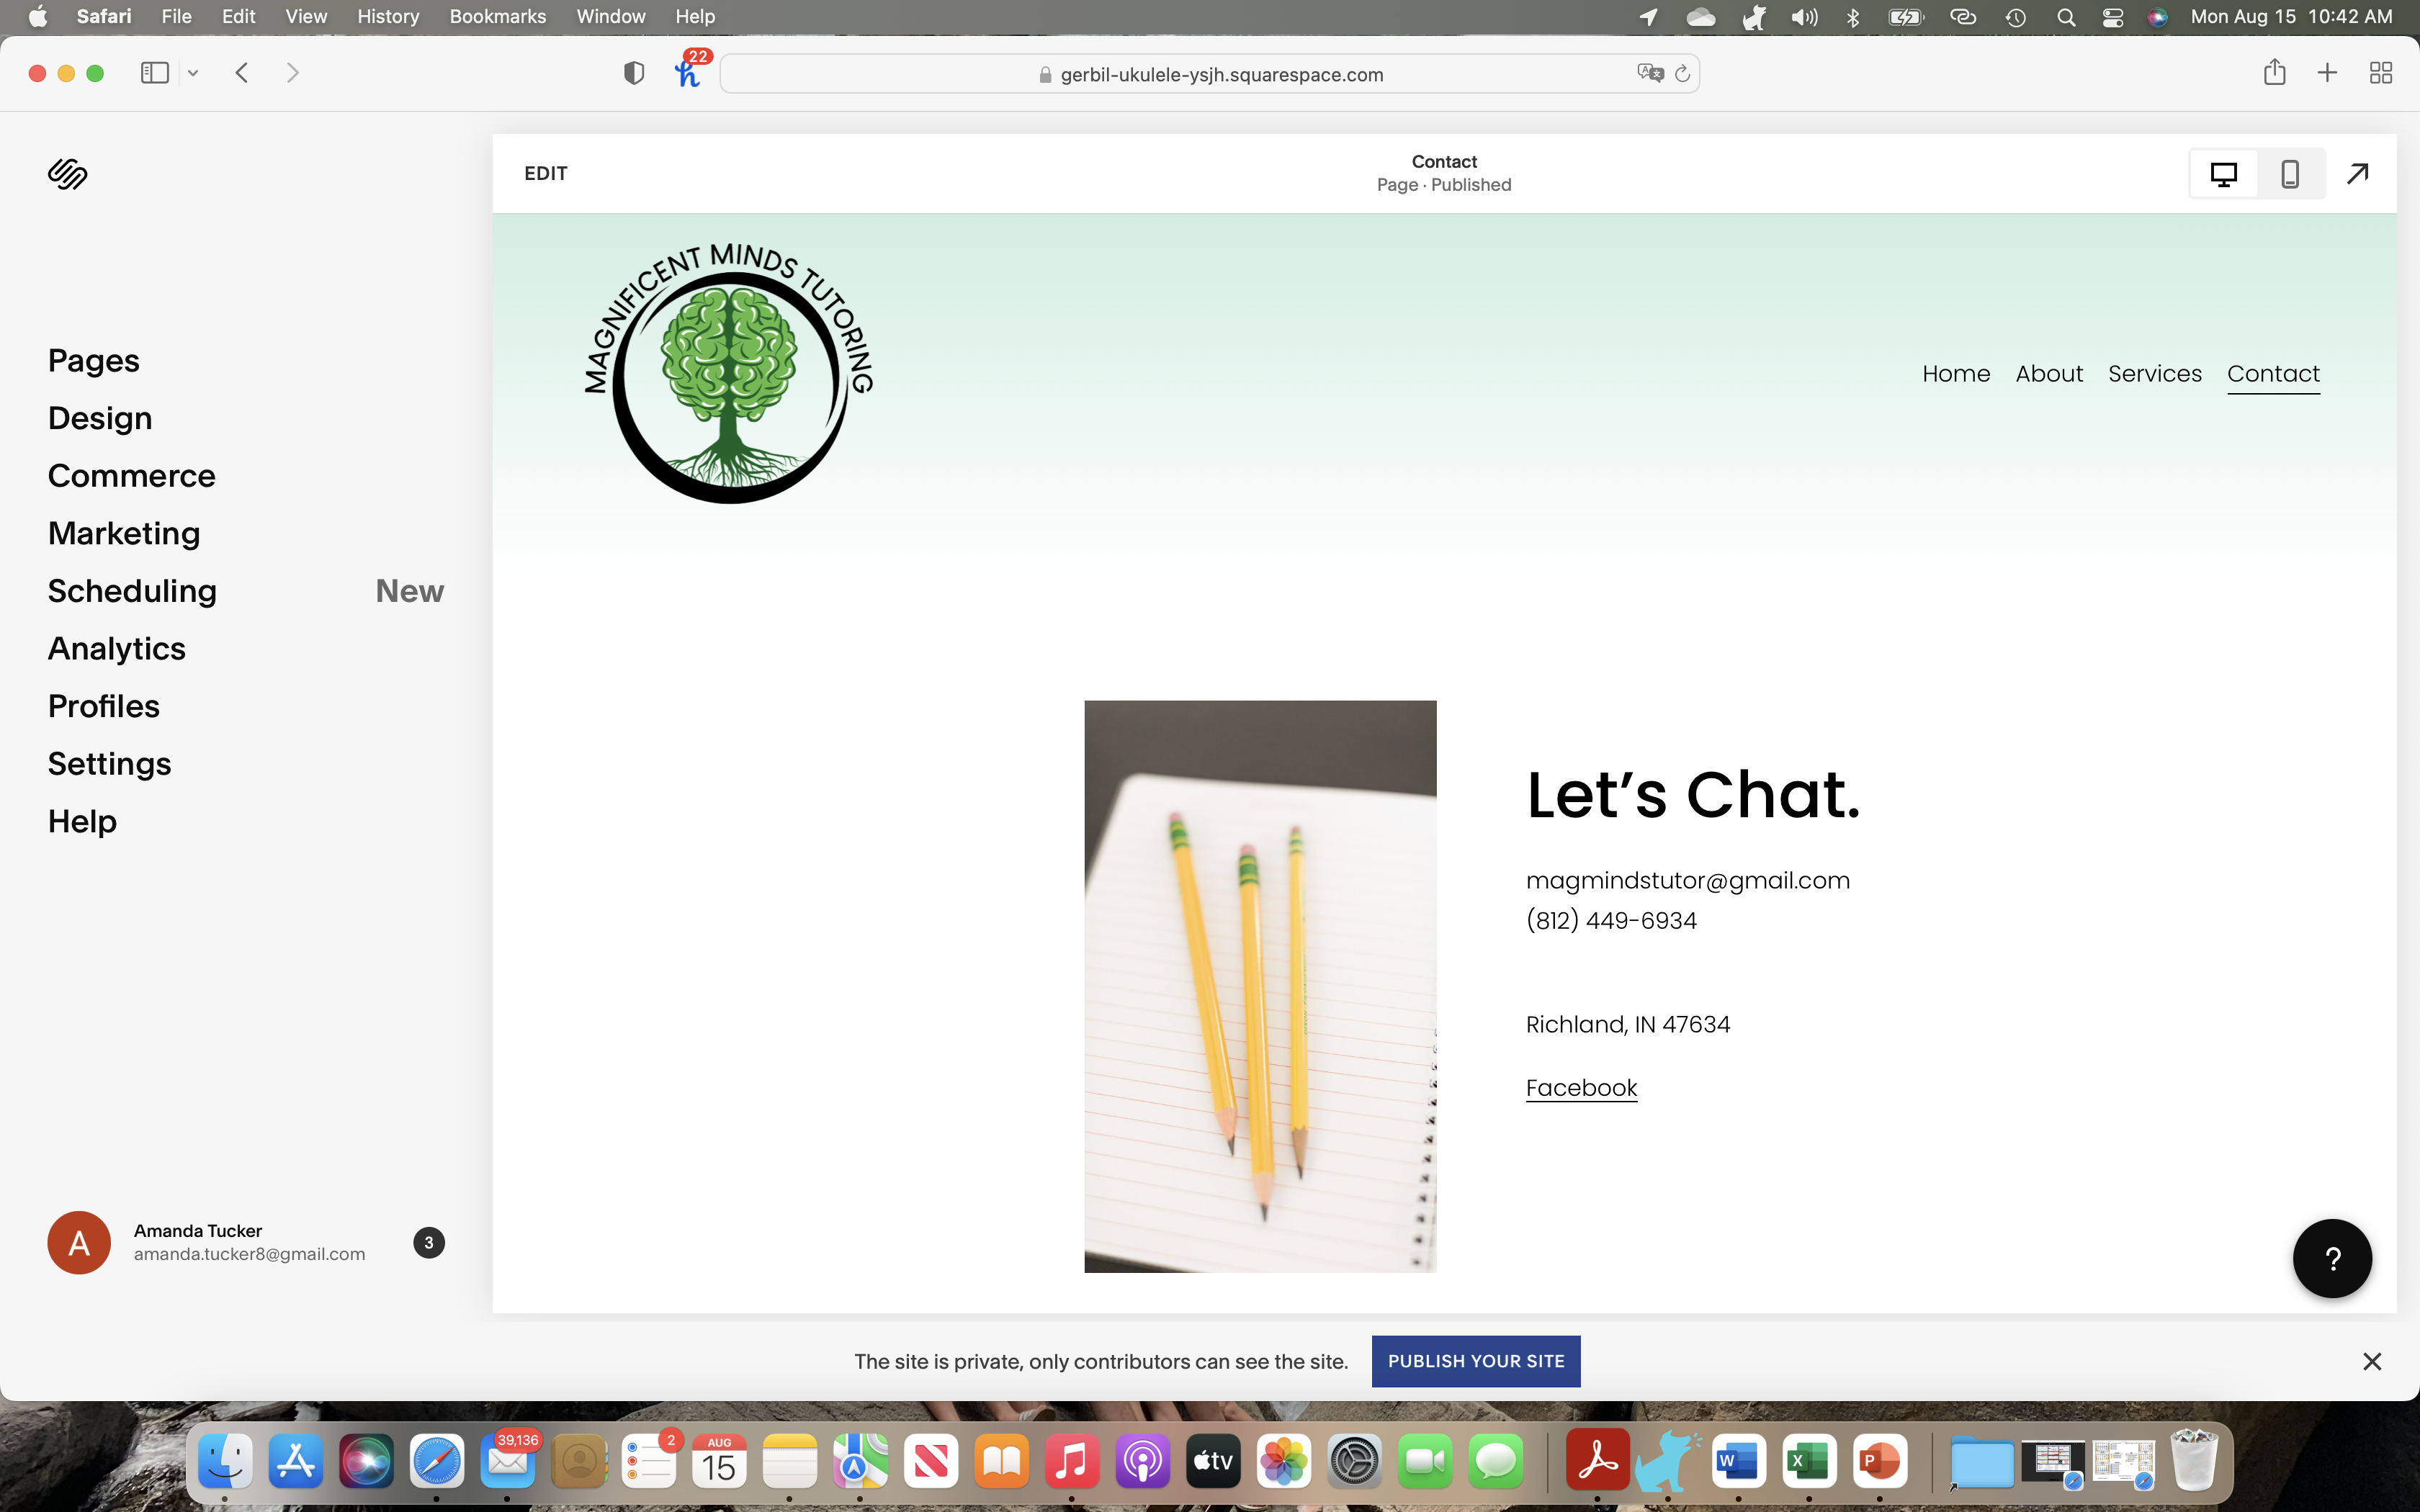 Safari File Edit View History Bookmarks Window Help Mon Aug 15 10:42 AM
22
gerbil-ukulele-ysjh.squarespace.com
EDIT
Contact
Page · Published
MAGNIFICENT MINDS TUTORING
Home About Services Contact
Pages
Design
Commerce
Marketing
Scheduling New
Analytics
Profiles
Settings
Help
Let’s Chat.
magmindstutor@gmail.com
(812) 449-6934
Richland, IN 47634
Facebook
A
Amanda Tucker
amanda.tucker8@gmail.com
3
?
The site is private, only contributors can see the site. PUBLISH YOUR SITE
39,136
2
AUG
15
tv
W
X
P